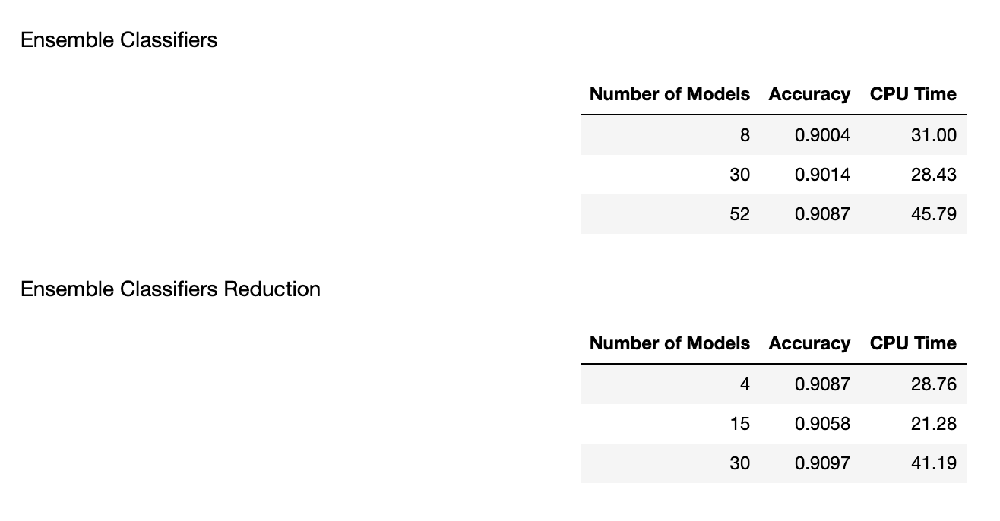 Ensemble Classifiers
Number of Models Accuracy CPU Time
8 0.9004 31.00
30 0.9014 28.43
52 0.9087 45.79
Ensemble Classifiers Reduction
Number of Models Accuracy CPU Time
4 0.9087 28.76
15 0.9058 21.28
30 0.9097 41.19